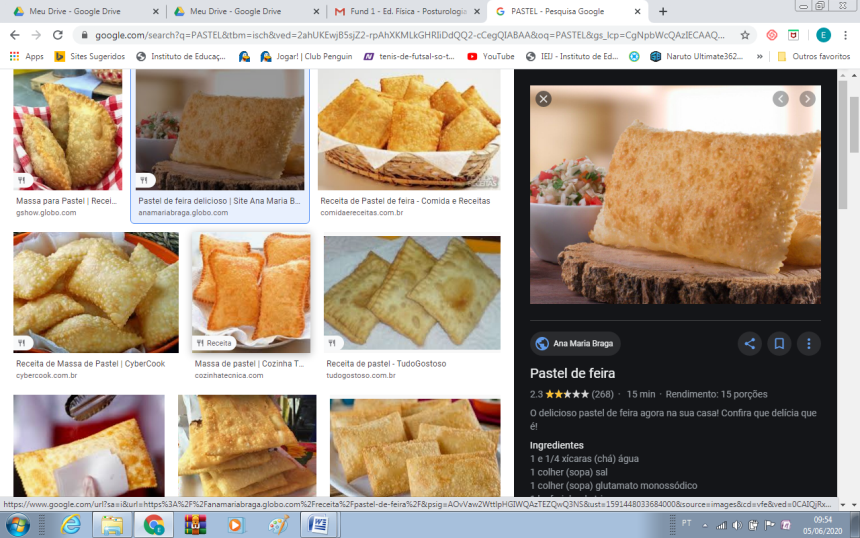 Meu Drive - Google Drive
Meu Drive - Google Drive
Fund 1 - Ed. Física - Posturologia
PASTEL - Pesquisa Google
google.com/search?q=PASTEL&tbm=isch&ved=2ahUKEwjB5sjZ2-rpAhXKMLkGHRIiDdQQ2-cCegQIABAA&oq=PASTEL&gs_lcp=CgNpbWcQAzIECAAQ...
E
Apps
Sites Sugeridos
Instituto de Educaç...
Jogar! | Club Penguin
tenis-de-futsal-so-t...
YouTube
IEIJ - Instituto de Ed...
Naruto Ultimate362...
»
Outros favoritos
Massa para Pastel | Recei...
gshow.globo.com
Pastel de feira delicioso | Site Ana Maria B...
anamariabraga.globo.com
Receita de Pastel de feira - Comida e Receitas
comidaereceitas.com.br
Receita de Massa de Pastel | CyberCook
cybercook.com.br
Receita
Massa de pastel | Cozinha T...
cozinhatecnica.com
Receita de pastel - TudoGostoso
tudogostoso.com.br
Ana Maria Braga
Pastel de feira
2.3 (268) · 15 min · Rendimento: 15 porções
O delicioso pastel de feira agora na sua casa! Confira que delícia que
é!
Ingredientes
1 e 1/4 xícaras (chá) água
1 colher (sopa) sal
1 colher (sopa) glutamato monossódico
PT
09:54
05/06/2020